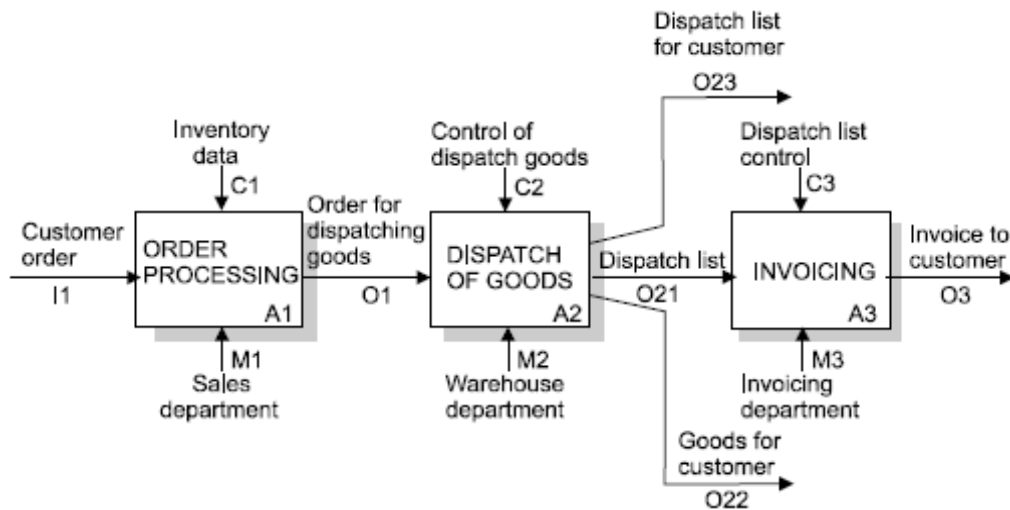 Dispatch list
for customer
O23
Inventory
data
C1
Control of
dispatch goods
C2
Dispatch list
control
C3
Customer
order
I1
ORDER
PROCESSING
A1
Order for
dispatching
goods
O1
DISPATCH
OF GOODS
A2
Dispatch list
O21
INVOICING
A3
Invoice to
customer
O3
M1
Sales
department
M2
Warehouse
department
M3
Invoicing
department
Goods for
customer
O22